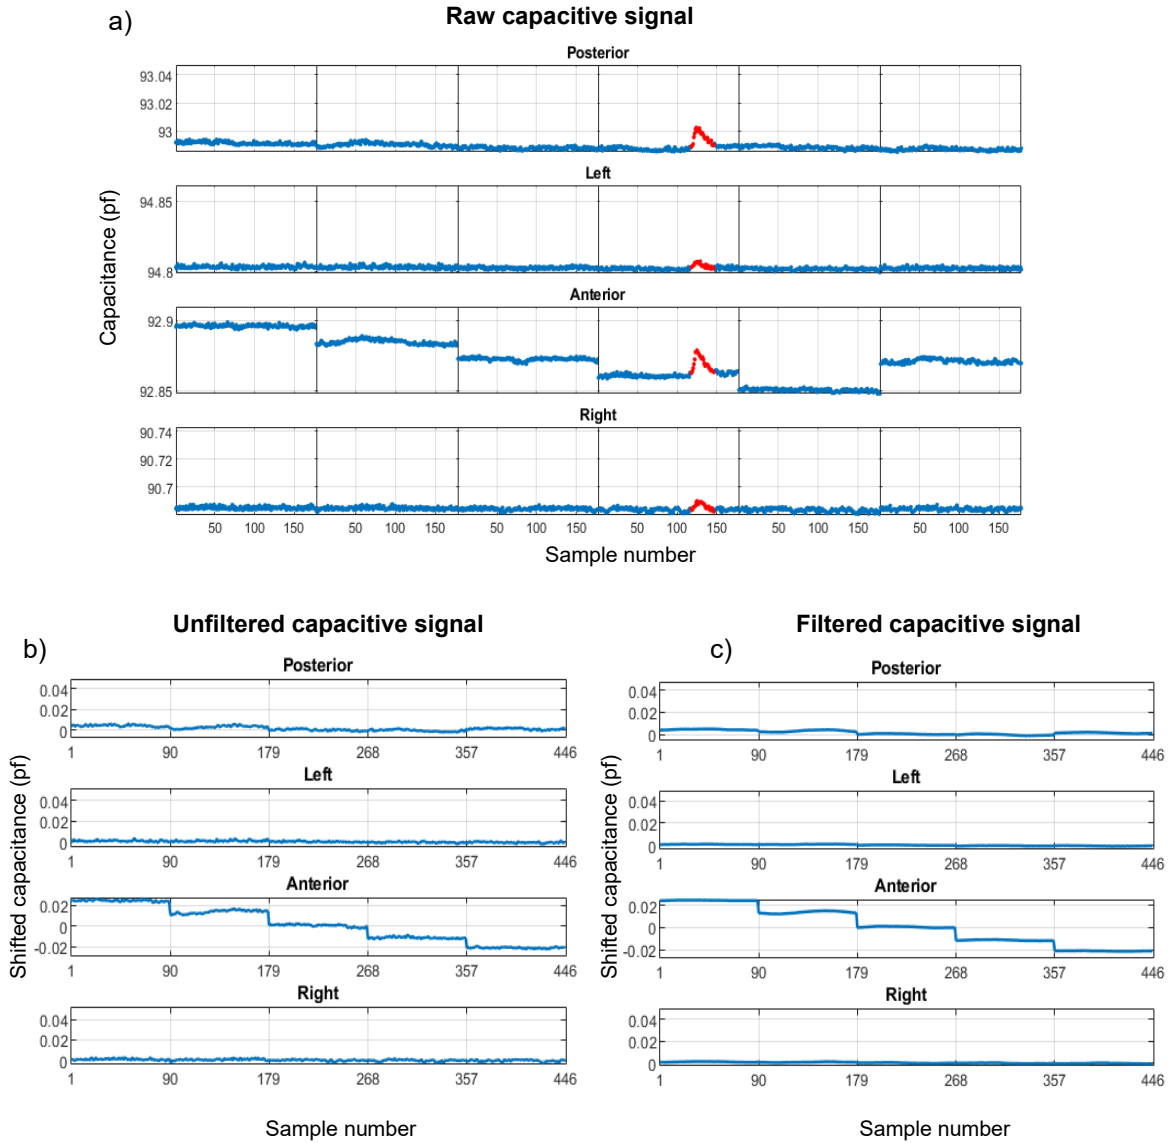 a)
Raw capacitive signal
Posterior
93.04
93.02
93
Left
94.85
94.8
Capacitance (pf)
Anterior
92.9
92.85
Right
90.74
90.72
90.7
50 100 150 50 100 150 50 100 150 50 100 150 50 100 150 50 100 150
Sample number
b)
Unfiltered capacitive signal
Posterior
0.04
0.02
0
1 90 179 268 357 446
Left
0.04
0.02
0
1 90 179 268 357 446
Shifted capacitance (pf)
Anterior
0.02
0
-0.02
1 90 179 268 357 446
Right
0.04
0.02
0
1 90 179 268 357 446
Sample number
c)
Filtered capacitive signal
Posterior
0.04
0.02
0
1 90 179 268 357 446
Left
0.04
0.02
0
1 90 179 268 357 446
Shifted capacitance (pf)
Anterior
0.02
0
-0.02
1 90 179 268 357 446
Right
0.04
0.02
0
1 90 179 268 357 446
Sample number